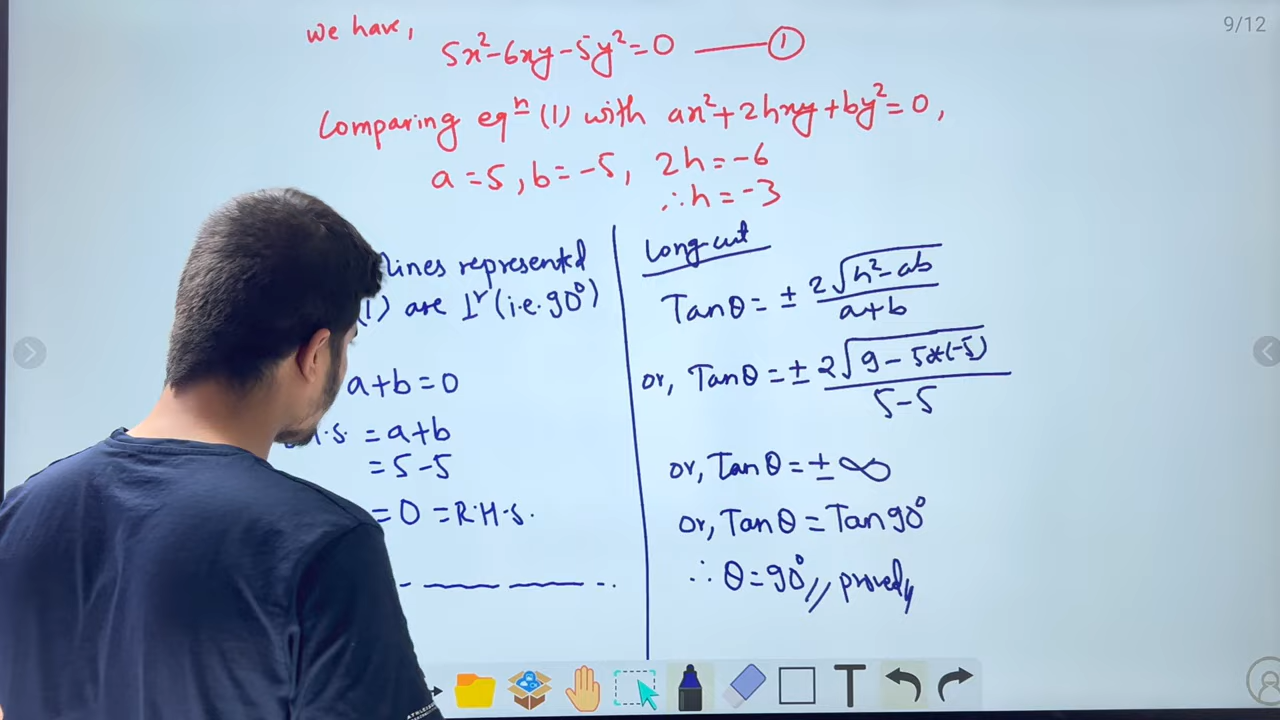 9/12
we have,
5x²-6xy-5y²=0 —— ①
Comparing eqⁿ (1) with ax²+2hxy+by²=0,
a=5, b=-5, 2h=-6
∴h=-3
lines represented
(1) are ⊥ʳ (i.e. 90°)
a+b=0
= a+b
= 5-5
= 0 = R.H.S.
Long-cut
Tanθ = ± 2√(h²-ab) / (a+b)
or, Tanθ = ± 2√(9-5*(-5)) / (5-5)
or, Tanθ = ± ∞
or, Tanθ = Tan90°
∴ θ = 90° // proved //
T